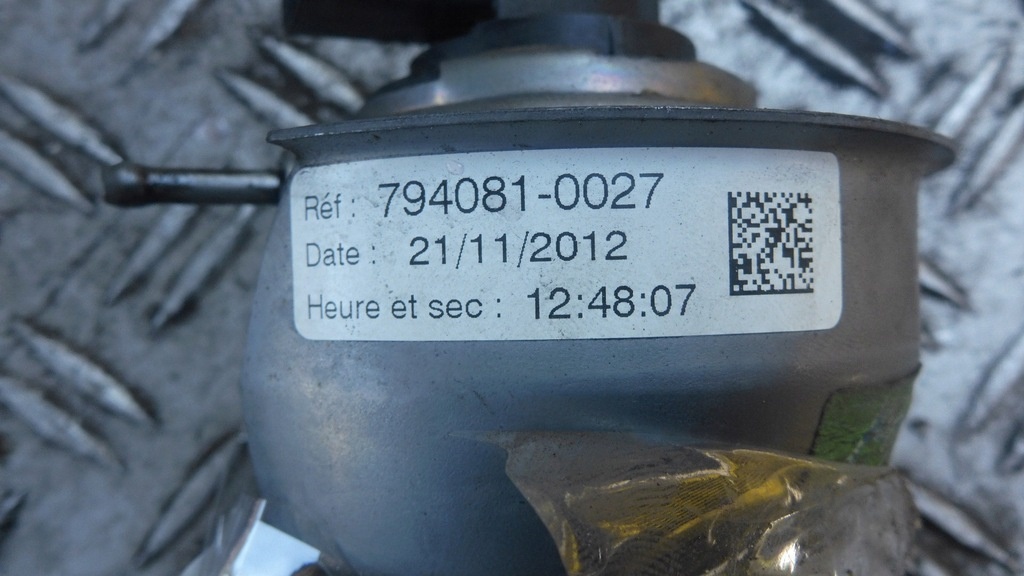 Réf : 794081-0027
Date : 21/11/2012
Heure et sec : 12:48:07